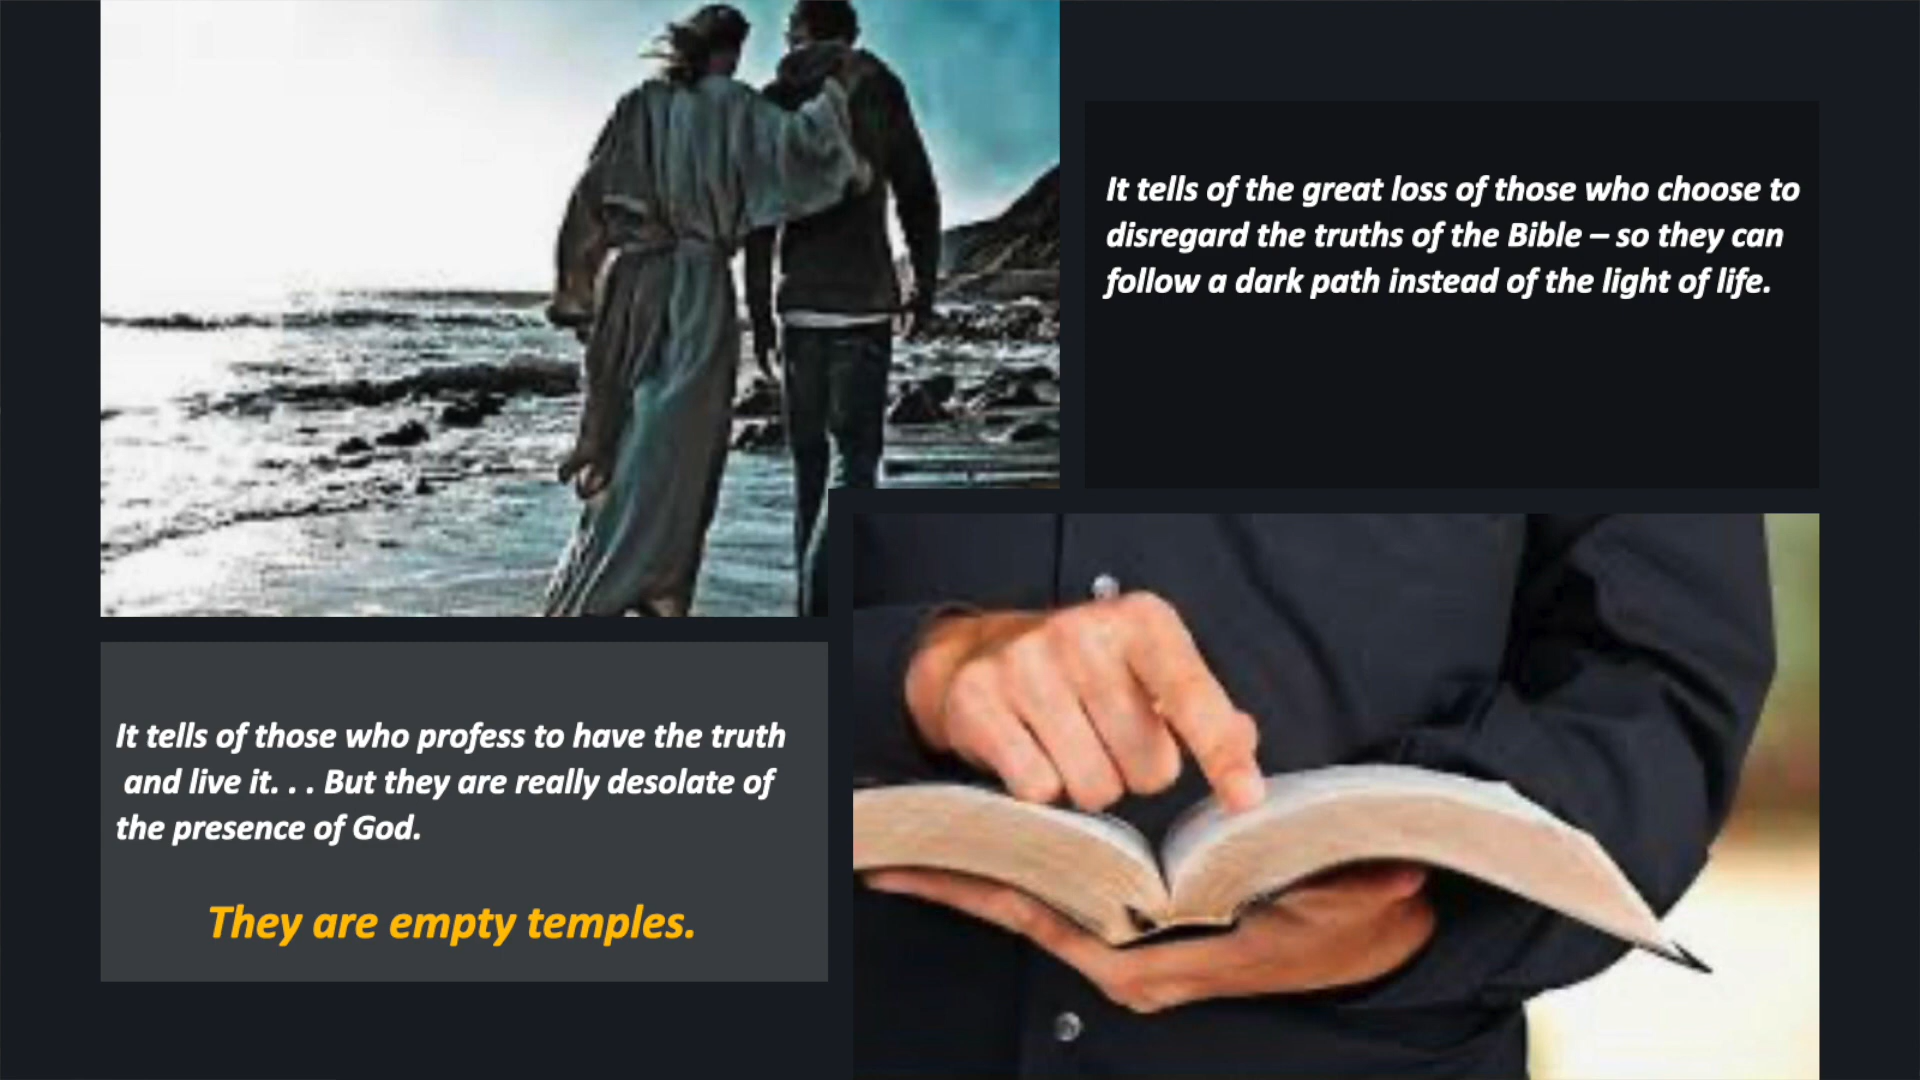 It tells of the great loss of those who choose to
disregard the truths of the Bible – so they can
follow a dark path instead of the light of life.
It tells of those who profess to have the truth
and live it. . . But they are really desolate of
the presence of God.
They are empty temples.